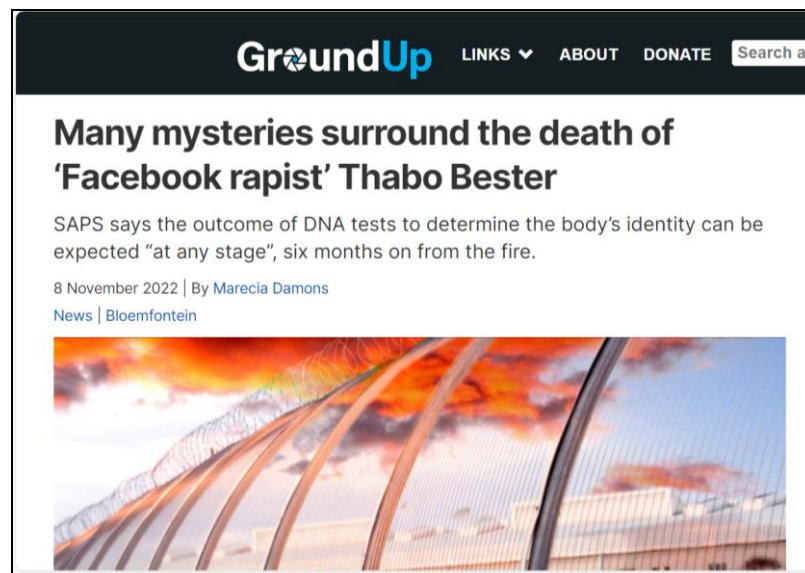 GroundUp LINKS ABOUT DONATE Search a
Many mysteries surround the death of
‘Facebook rapist’ Thabo Bester
SAPS says the outcome of DNA tests to determine the body’s identity can be
expected “at any stage”, six months on from the fire.
8 November 2022 | By Marecia Damons
News | Bloemfontein